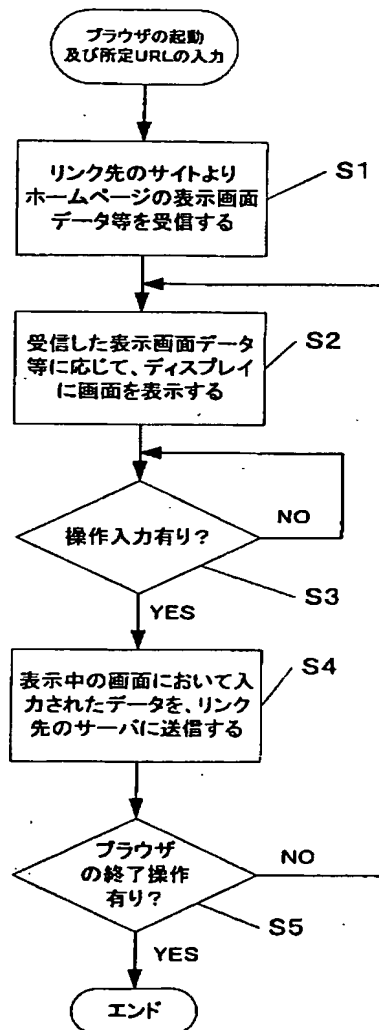 ブラウザの起動
及び所定URLの入力
リンク先のサイトより
ホームページの表示画面
データ等を受信する
S1
受信した表示画面データ
等に応じて、ディスプレイ
に画面を表示する
S2
操作入力有り?
NO
S3
YES
表示中の画面において入
力されたデータを、リンク
先のサーバに送信する
S4
ブラウザ
の終了操作
有り?
NO
S5
YES
エンド